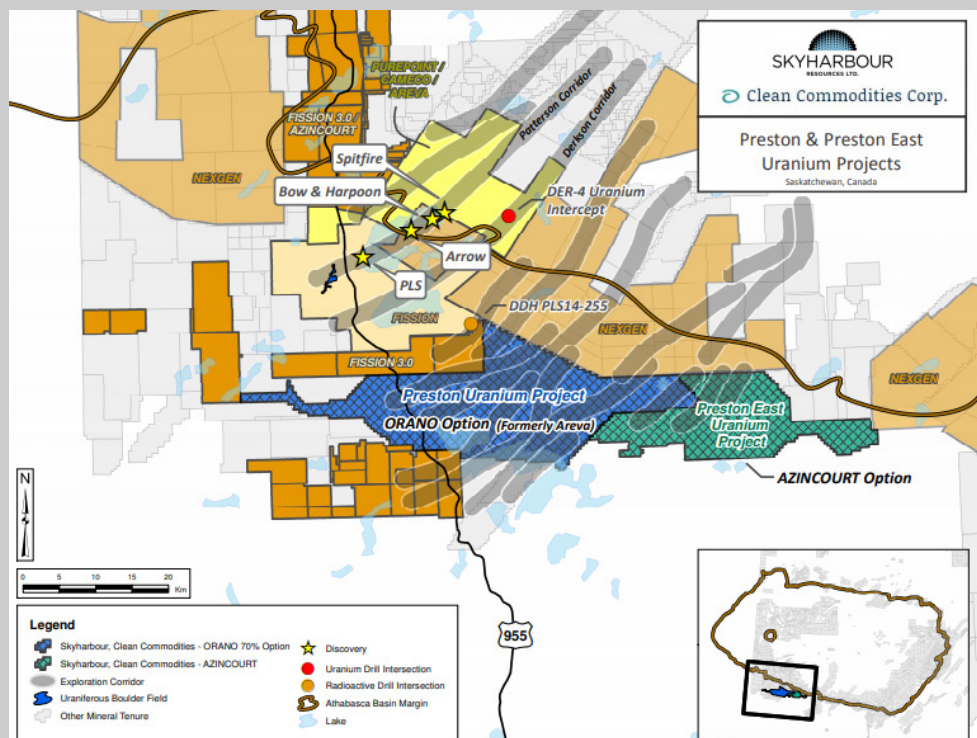 SKYHARBOUR
RESOURCES LTD.
Clean Commodities Corp.
Preston & Preston East
Uranium Projects
Saskatchewan, Canada
PUREPOINT /
CAMECO /
AREVA
Patterson Corridor
Derkson Corridor
FISSION 3.0 /
AZINCOURT
Spitfire
NEXGEN
Bow & Harpoon
DER-4 Uranium
Intercept
Arrow
PLS
DDH PLS14-255
FISSION
NEXGEN
FISSION 3.0
NEXGEN
Preston Uranium Project
ORANO Option (Formerly Areva)
Preston East
Uranium
Project
AZINCOURT Option
N
0 5 10 15 20
Km
955
Legend
Skyharbour, Clean Commodities - ORANO 70% Option
Skyharbour, Clean Commodities - AZINCOURT
Exploration Corridor
Uraniferous Boulder Field
Other Mineral Tenure
Discovery
Uranium Drill Intersection
Radioactive Drill Intersection
Athabasca Basin Margin
Lake